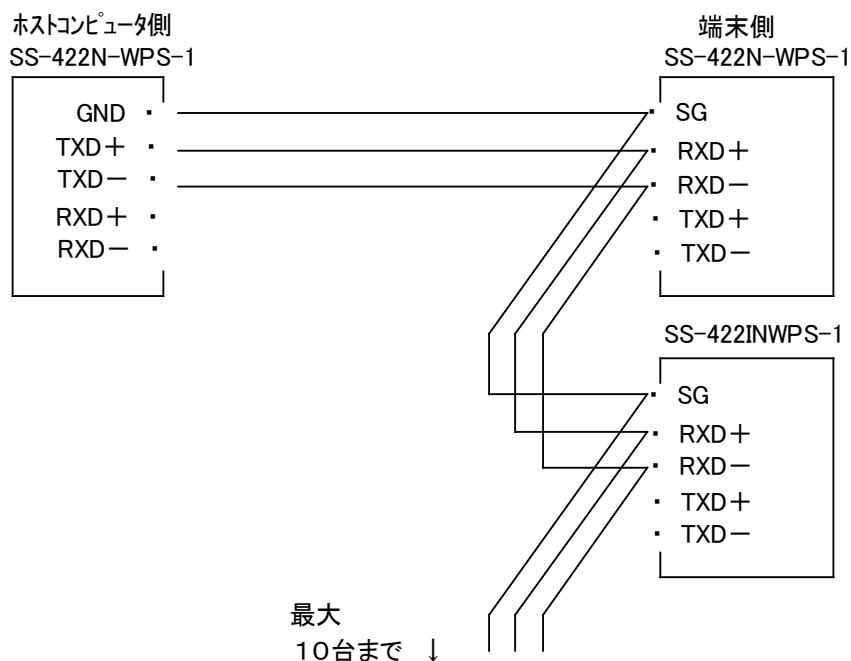 ﾎｽﾄｺﾝﾋﾟｭｰﾀ側
SS-422N-WPS-1
GND
TXD＋
TXD－
RXD＋
RXD－
端末側
SS-422N-WPS-1
SG
RXD＋
RXD－
TXD＋
TXD－
SS-422INWPS-1
SG
RXD＋
RXD－
TXD＋
TXD－
最大
１０台まで ↓